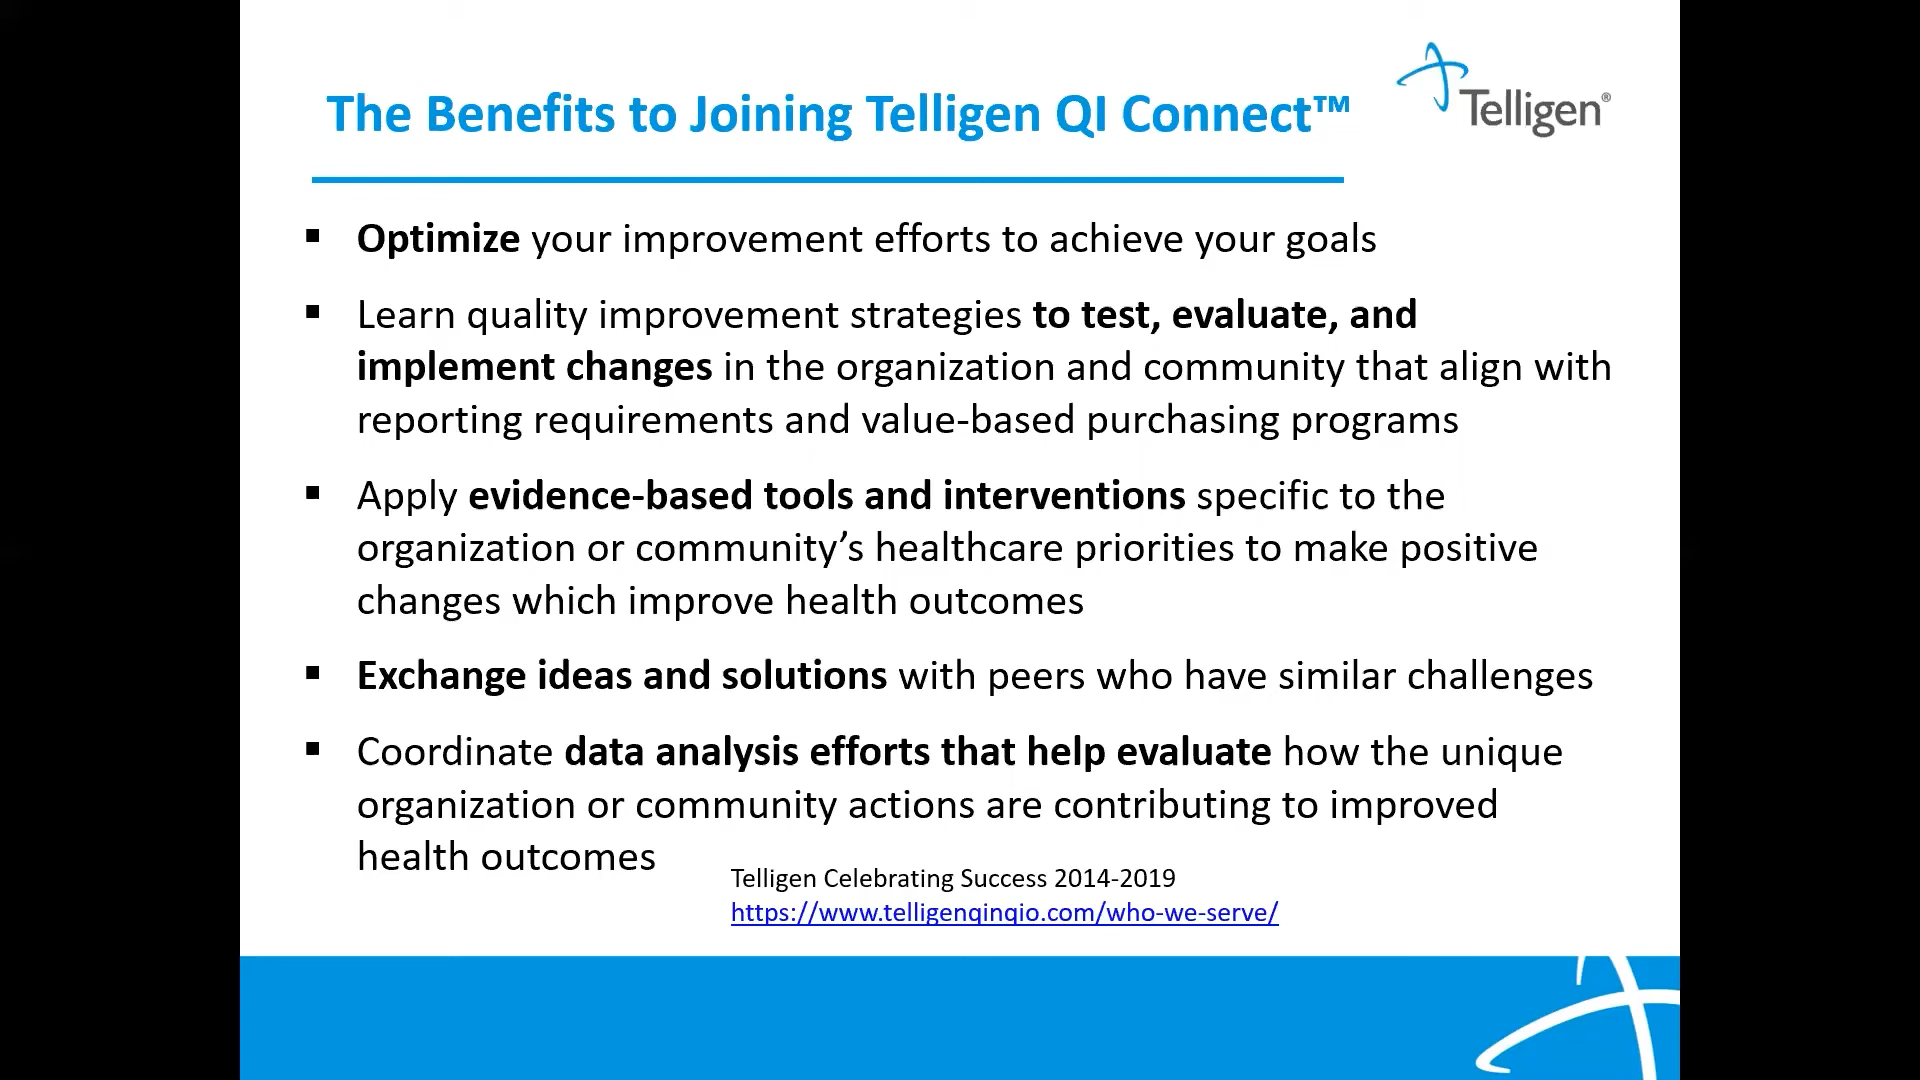 The Benefits to Joining Telligen QI Connect™
Telligen®
▪ Optimize your improvement efforts to achieve your goals
▪ Learn quality improvement strategies to test, evaluate, and
implement changes in the organization and community that align with
reporting requirements and value-based purchasing programs
▪ Apply evidence-based tools and interventions specific to the
organization or community’s healthcare priorities to make positive
changes which improve health outcomes
▪ Exchange ideas and solutions with peers who have similar challenges
▪ Coordinate data analysis efforts that help evaluate how the unique
organization or community actions are contributing to improved
health outcomes
Telligen Celebrating Success 2014-2019
https://www.telligenqinqio.com/who-we-serve/